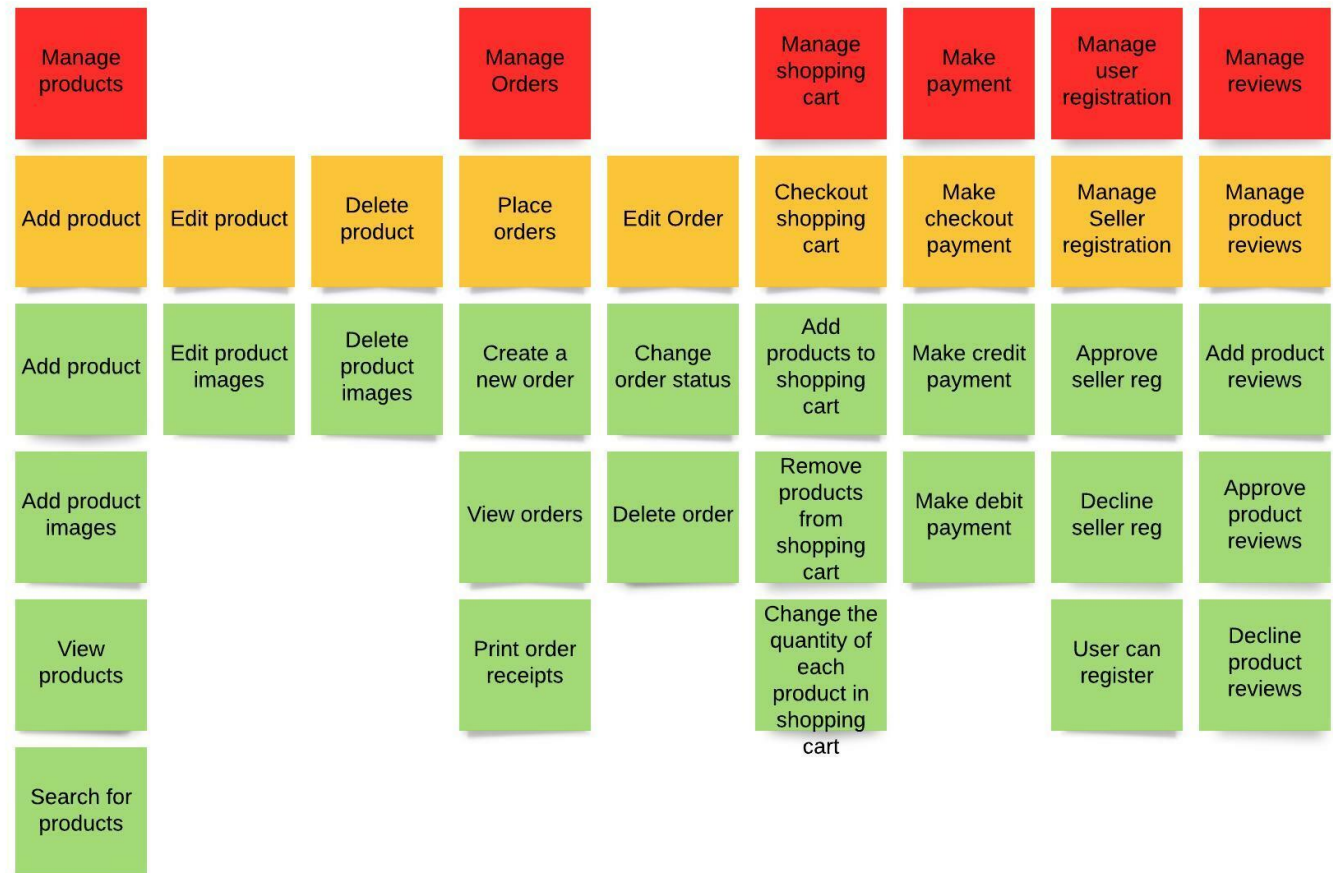 Manage
products
Manage
Orders
Manage
shopping
cart
Make
payment
Manage
user
registration
Manage
reviews
Add product
Edit product
Delete
product
Place
orders
Edit Order
Checkout
shopping
cart
Make
checkout
payment
Manage
Seller
registration
Manage
product
reviews
Add product
Edit product
images
Delete
product
images
Create a
new order
Change
order status
Add
products to
shopping
cart
Make credit
payment
Approve
seller reg
Add product
reviews
Add product
images
View orders
Delete order
Remove
products
from
shopping
cart
Make debit
payment
Decline
seller reg
Approve
product
reviews
View
products
Print order
receipts
Change the
quantity of
each
product in
shopping
cart
User can
register
Decline
product
reviews
Search for
products